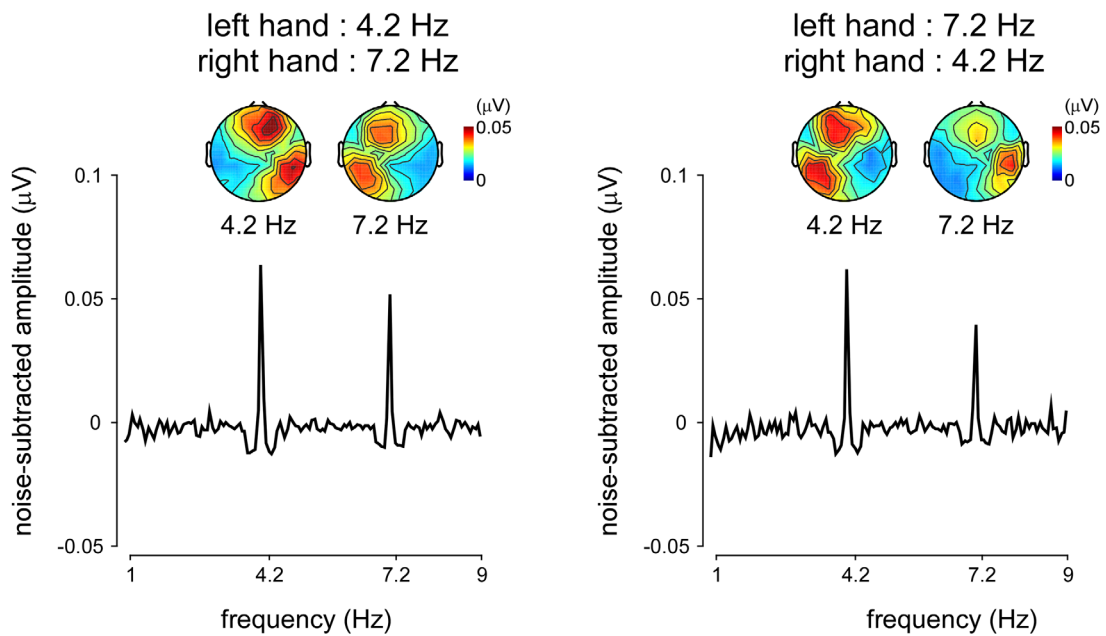 left hand : 4.2 Hz
right hand : 7.2 Hz
(μV)
0.05
0
4.2 Hz
7.2 Hz
noise-subtracted amplitude (μV)
0.1
0.05
0
-0.05
1
4.2
7.2
9
frequency (Hz)
left hand : 7.2 Hz
right hand : 4.2 Hz
(μV)
0.05
0
4.2 Hz
7.2 Hz
noise-subtracted amplitude (μV)
0.1
0.05
0
-0.05
1
4.2
7.2
9
frequency (Hz)